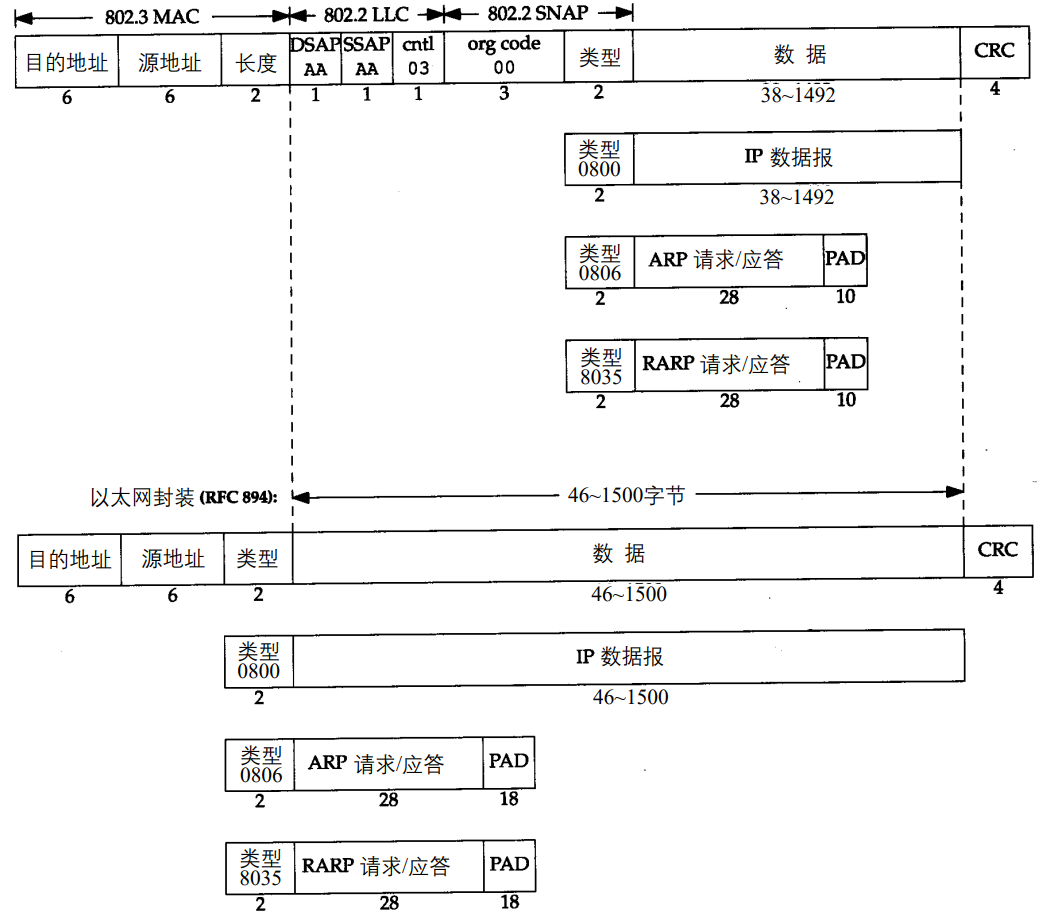 802.3 MAC 802.2 LLC 802.2 SNAP
目的地址 源地址 长度 DSAP AA SSAP AA cntl 03 org code 00 类型 数 据 CRC
6 6 2 1 1 1 3 2 38~1492 4
类型 0800 IP 数据报
2 38~1492
类型 0806 ARP 请求/应答 PAD
2 28 10
类型 8035 RARP 请求/应答 PAD
2 28 10
以太网封装 (RFC 894): 46~1500字节
目的地址 源地址 类型 数 据 CRC
6 6 2 46~1500 4
类型 0800 IP 数据报
2 46~1500
类型 0806 ARP 请求/应答 PAD
2 28 18
类型 8035 RARP 请求/应答 PAD
2 28 18